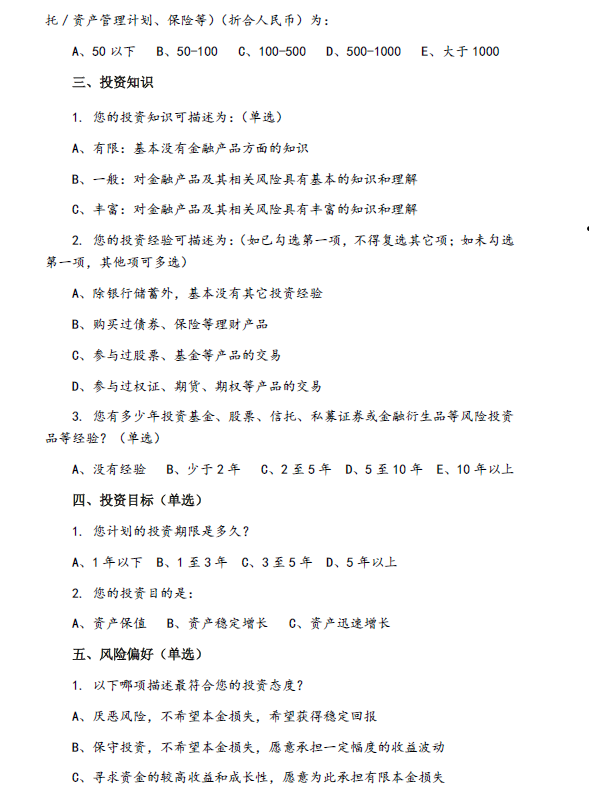 托／资产管理计划、保险等）（折合人民币）为：
A、50 以下 B、50-100 C、100-500 D、500-1000 E、大于 1000
三、投资知识
1. 您的投资知识可描述为：（单选）
A、有限：基本没有金融产品方面的知识
B、一般：对金融产品及其相关风险具有基本的知识和理解
C、丰富：对金融产品及其相关风险具有丰富的知识和理解
2. 您的投资经验可描述为：（如已勾选第一项，不得复选其它项；如未勾选
第一项，其他项可多选）
A、除银行储蓄外，基本没有其它投资经验
B、购买过债券、保险等理财产品
C、参与过股票、基金等产品的交易
D、参与过权证、期货、期权等产品的交易
3. 您有多少年投资基金、股票、信托、私募证券或金融衍生品等风险投资
品等经验？（单选）
A、没有经验 B、少于 2 年 C、2 至 5 年 D、5 至 10 年 E、10 年以上
四、投资目标（单选）
1. 您计划的投资期限是多久？
A、1 年以下 B、1 至 3 年 C、3 至 5 年 D、5 年以上
2. 您的投资目的是：
A、资产保值 B、资产稳定增长 C、资产迅速增长
五、风险偏好（单选）
1. 以下哪项描述最符合您的投资态度？
A、厌恶风险，不希望本金损失，希望获得稳定回报
B、保守投资，不希望本金损失，愿意承担一定幅度的收益波动
C、寻求资金的较高收益和成长性，愿意为此承担有限本金损失